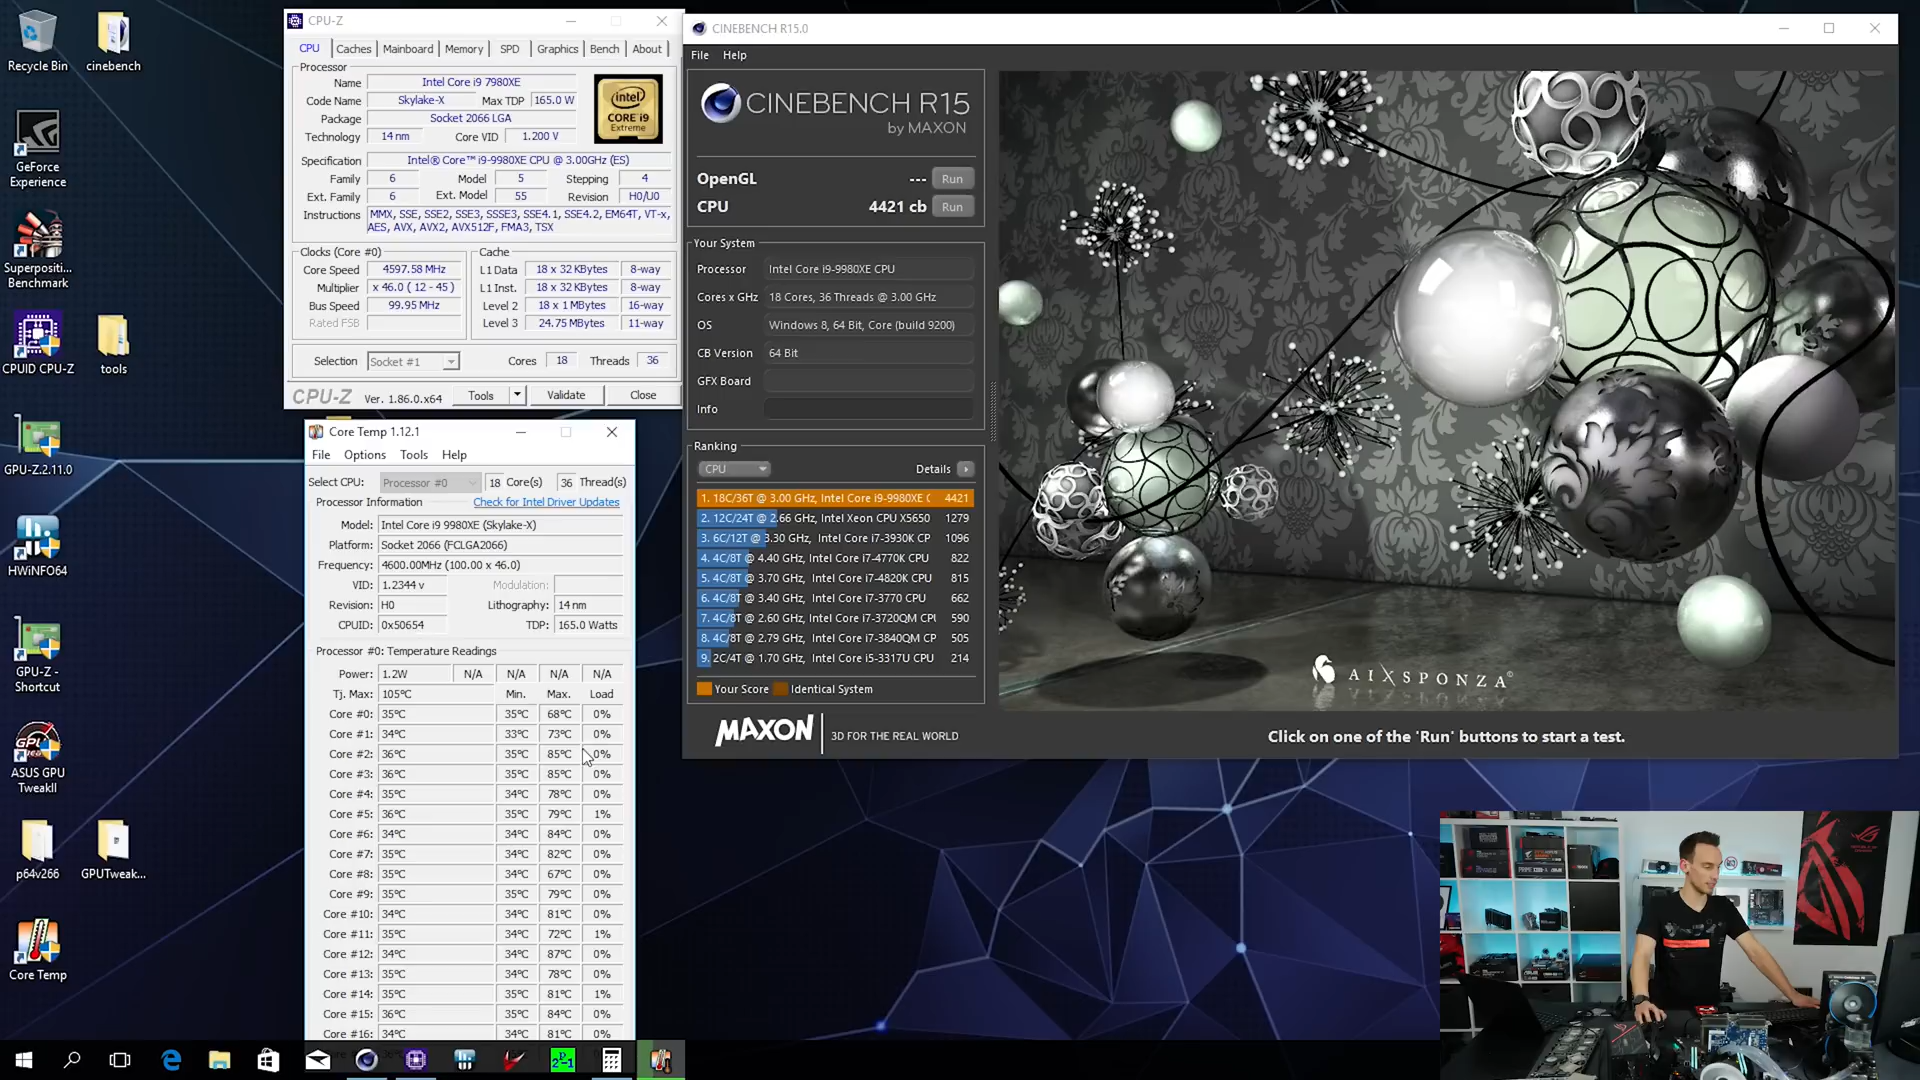 Recycle Bin
cinebench
GeForce
Experience
Superpositi...
Benchmark
CPUID CPU-Z
tools
GPU-Z.2.11.0
HWiNFO64
GPU-Z -
Shortcut
ASUS GPU
TweakII
p64v266
GPUTweak...
Core Temp
CPU-Z
CPU Caches Mainboard Memory SPD Graphics Bench About
Processor
Name Intel Core i9 7980XE
Code Name Skylake-X Max TDP 165.0 W
Package Socket 2066 LGA
Technology 14 nm Core VID 1.200 V
intel
CORE i9
Extreme
Specification Intel® Core™ i9-9980XE CPU @ 3.00GHz (ES)
Family 6 Model 5 Stepping 4
Ext. Family 6 Ext. Model 55 Revision H0/U0
Instructions MMX, SSE, SSE2, SSE3, SSSE3, SSE4.1, SSE4.2, EM64T, VT-x,
AES, AVX, AVX2, AVX512F, FMA3, TSX
Clocks (Core #0)
Core Speed 4597.58 MHz
Multiplier x 46.0 ( 12 - 45 )
Bus Speed 99.95 MHz
Rated FSB
Cache
L1 Data 18 x 32 KBytes 8-way
L1 Inst. 18 x 32 KBytes 8-way
Level 2 18 x 1 MBytes 16-way
Level 3 24.75 MBytes 11-way
Selection Socket #1 Cores 18 Threads 36
CPU-Z Ver. 1.86.0.x64 Tools Validate Close
Core Temp 1.12.1
File Options Tools Help
Select CPU: Processor #0 18 Core(s) 36 Thread(s)
Processor Information Check for Intel Driver Updates
Model: Intel Core i9 9980XE (Skylake-X)
Platform: Socket 2066 (FCLGA2066)
Frequency: 4600.00MHz (100.00 x 46.0)
VID: 1.2344 v Modulation:
Revision: H0 Lithography: 14 nm
CPUID: 0x50654 TDP: 165.0 Watts
Processor #0: Temperature Readings
Power: 1.2W N/A N/A N/A N/A
Tj. Max: 105°C Min. Max. Load
Core #0: 35°C 35°C 68°C 0%
Core #1: 34°C 33°C 73°C 0%
Core #2: 36°C 35°C 85°C 0%
Core #3: 36°C 35°C 85°C 0%
Core #4: 35°C 34°C 78°C 0%
Core #5: 36°C 35°C 79°C 1%
Core #6: 34°C 34°C 84°C 0%
Core #7: 35°C 34°C 82°C 0%
Core #8: 35°C 34°C 67°C 0%
Core #9: 35°C 35°C 79°C 0%
Core #10: 34°C 34°C 81°C 0%
Core #11: 35°C 34°C 72°C 1%
Core #12: 34°C 34°C 87°C 0%
Core #13: 35°C 34°C 78°C 0%
Core #14: 35°C 35°C 81°C 1%
Core #15: 36°C 35°C 84°C 0%
Core #16: 34°C 34°C 81°C 0%
CINEBENCH R15.0
File Help
CINEBENCH R15
by MAXON
OpenGL --- Run
CPU 4421 cb Run
Your System
Processor Intel Core i9-9980XE CPU
Cores x GHz 18 Cores, 36 Threads @ 3.00 GHz
OS Windows 8, 64 Bit, Core (build 9200)
CB Version 64 Bit
GFX Board
Info
Ranking
CPU Details
1. 18C/36T @ 3.00 GHz, Intel Core i9-9980XE C 4421
2. 12C/24T @ 2.66 GHz, Intel Xeon CPU X5650 1279
3. 6C/12T @ 3.30 GHz, Intel Core i7-3930K CP 1096
4. 4C/8T @ 4.40 GHz, Intel Core i7-4770K CPU 822
5. 4C/8T @ 3.70 GHz, Intel Core i7-4820K CPU 815
6. 4C/8T @ 3.40 GHz, Intel Core i7-3770 CPU 662
7. 4C/8T @ 2.60 GHz, Intel Core i7-3720QM CPU 590
8. 4C/8T @ 2.79 GHz, Intel Core i7-3840QM CP 505
9. 2C/4T @ 1.70 GHz, Intel Core i5-3317U CPU 214
Your Score Identical System
MAXON 3D FOR THE REAL WORLD
AIXSPONZA©
Click on one of the 'Run' buttons to start a test.